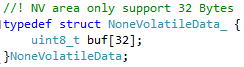 //! NV area only support 32 Bytes
typedef struct NoneVolatileData_ {
    uint8_t buf[32];
}NoneVolatileData;